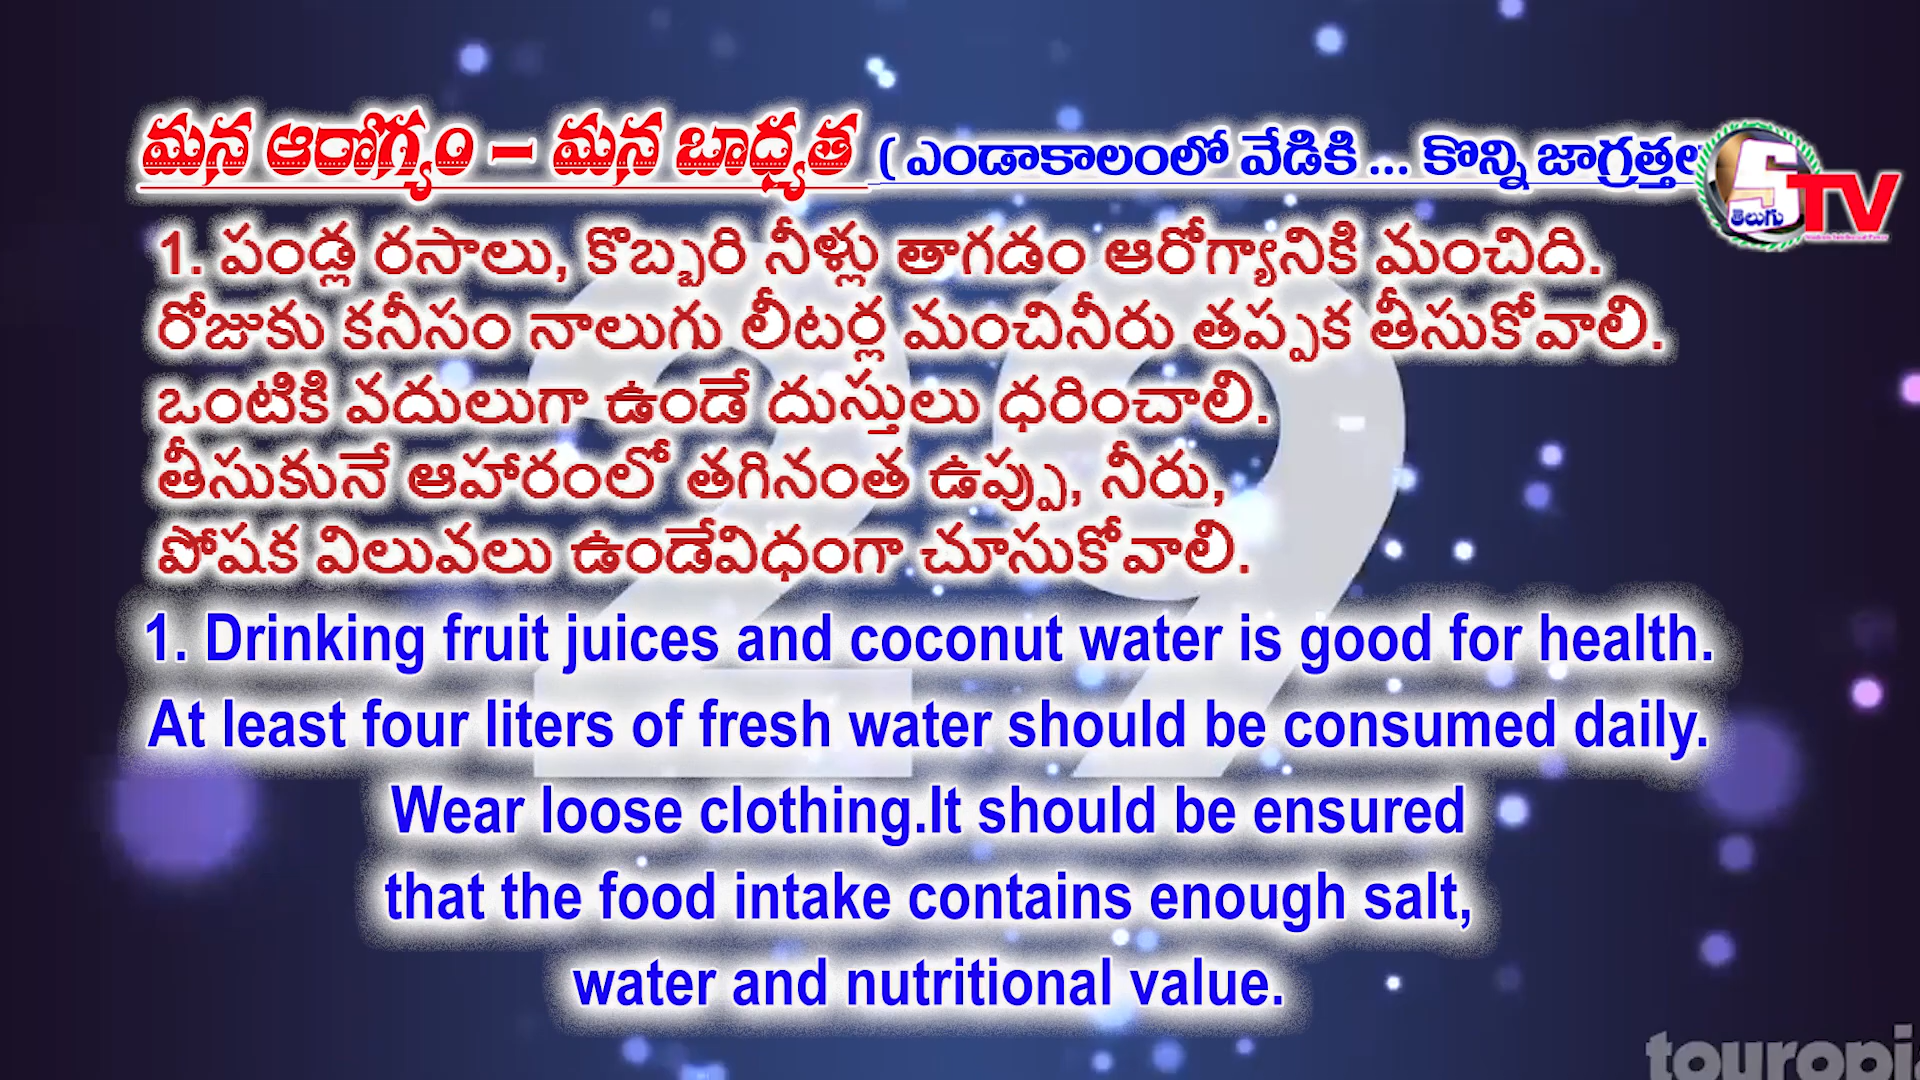 మన ఆరోగ్యం – మన బాధ్యత ( ఎండాకాలంలో వేడికి ... కొన్ని జాగ్రత్తల
S TV
తెలుగు
1. పండ్ల రసాలు, కొబ్బరి నీళ్లు తాగడం ఆరోగ్యానికి మంచిది.
రోజుకు కనీసం నాలుగు లీటర్ల మంచినీరు తప్పక తీసుకోవాలి.
ఒంటికి వదులుగా ఉండే దుస్తులు ధరించాలి.
తీసుకునే ఆహారంలో తగినంత ఉప్పు, నీరు,
పోషక విలువలు ఉండేవిధంగా చూసుకోవాలి.
29
1. Drinking fruit juices and coconut water is good for health.
At least four liters of fresh water should be consumed daily.
Wear loose clothing.It should be ensured
that the food intake contains enough salt,
water and nutritional value.
touropia